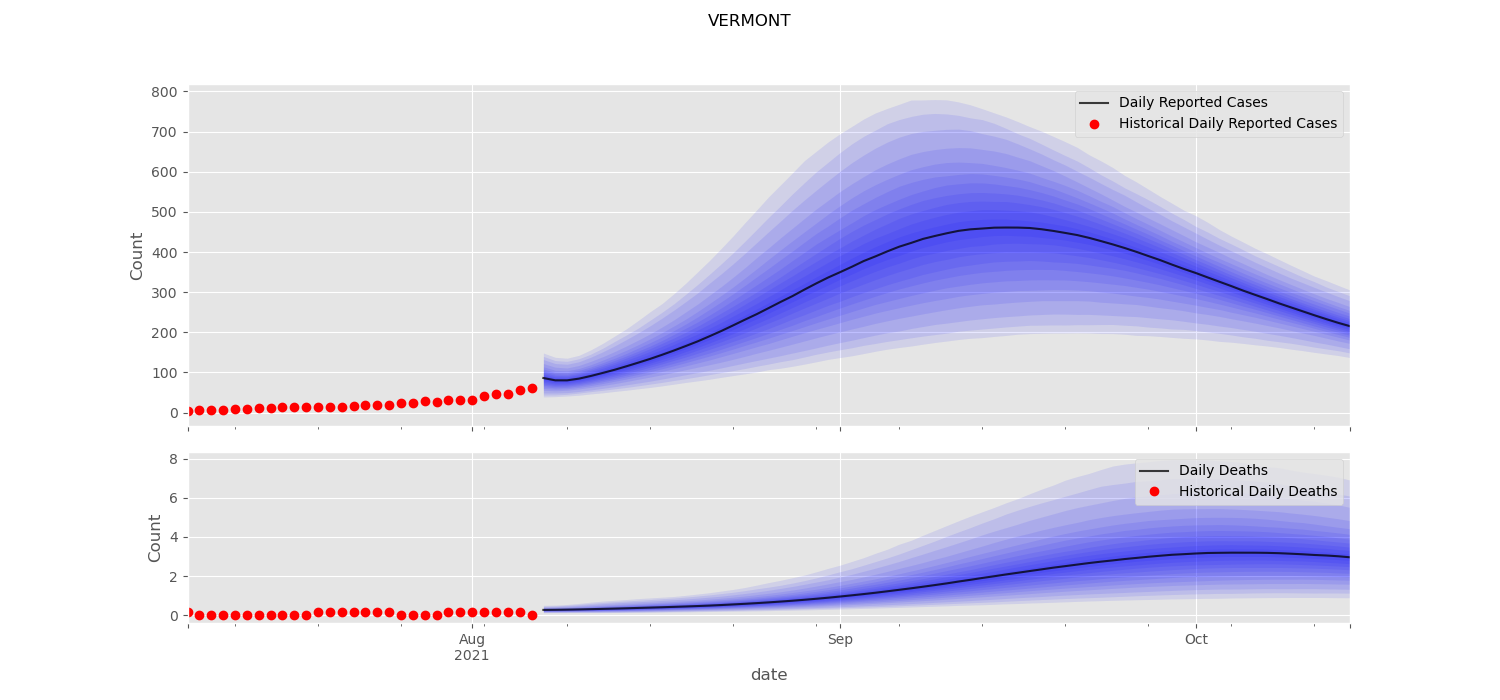 VERMONT
800
700
600
500
400
300
200
100
0
Count
Daily Reported Cases
Historical Daily Reported Cases
8
6
4
2
0
Count
Daily Deaths
Historical Daily Deaths
Aug
2021
Sep
Oct
date